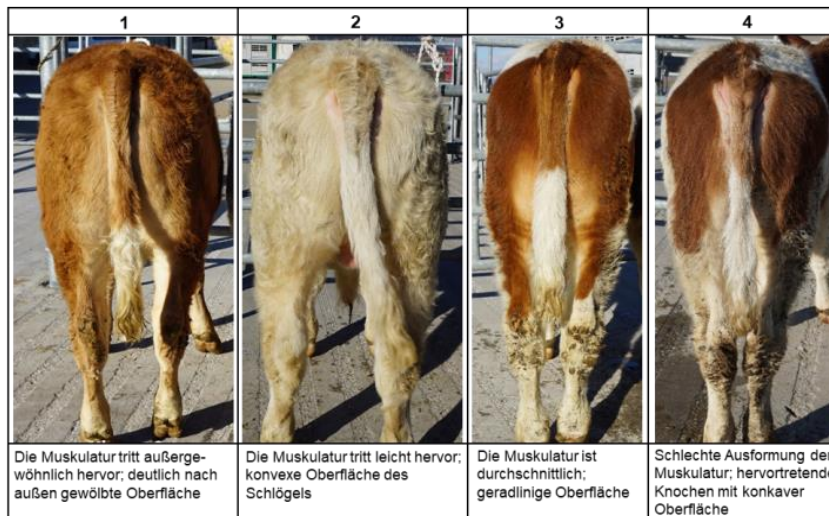 1
2
3
4
Die Muskulatur tritt außerge-
wöhnlich hervor; deutlich nach
außen gewölbte Oberfläche
Die Muskulatur tritt leicht hervor;
konvexe Oberfläche des
Schlögels
Die Muskulatur ist
durchschnittlich;
geradlinige Oberfläche
Schlechte Ausformung der
Muskulatur; hervortretende
Knochen mit konkaver
Oberfläche